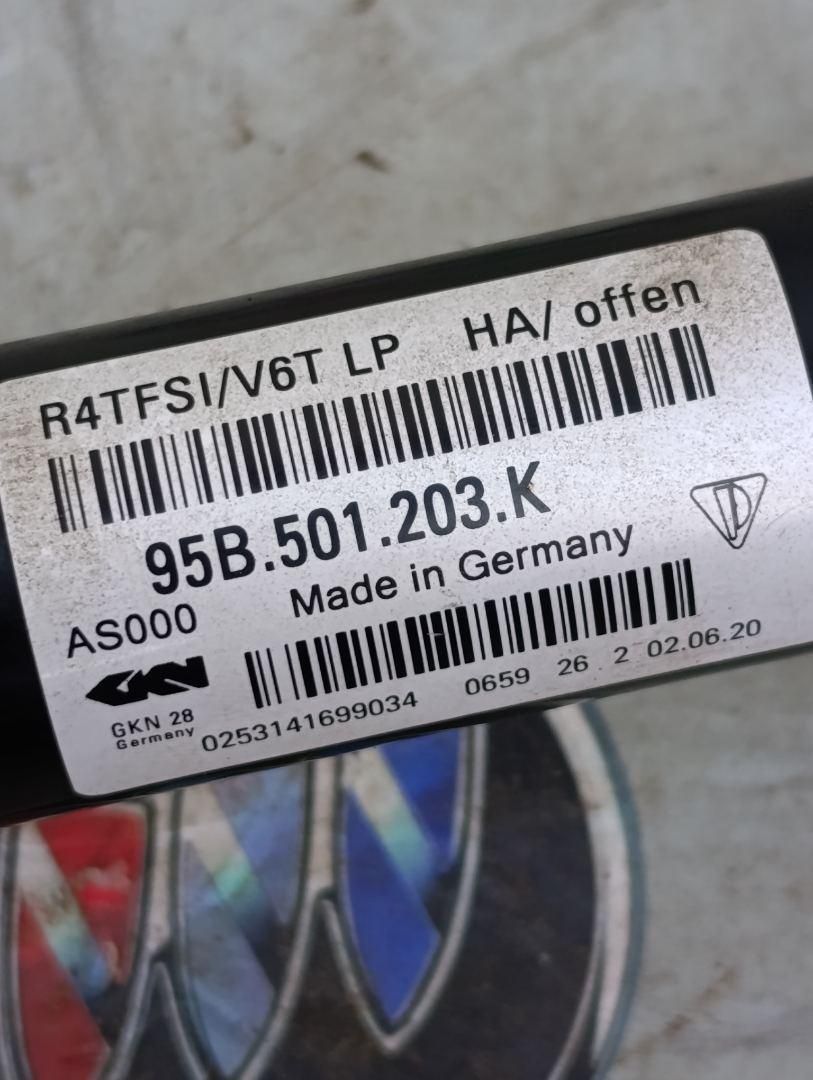 R4TFSI/V6T LP HA/ offen
95B.501.203.K
Made in Germany
AS000
GKN
GKN 28
Germany
0253141699034 0659 26 2 02.06.20